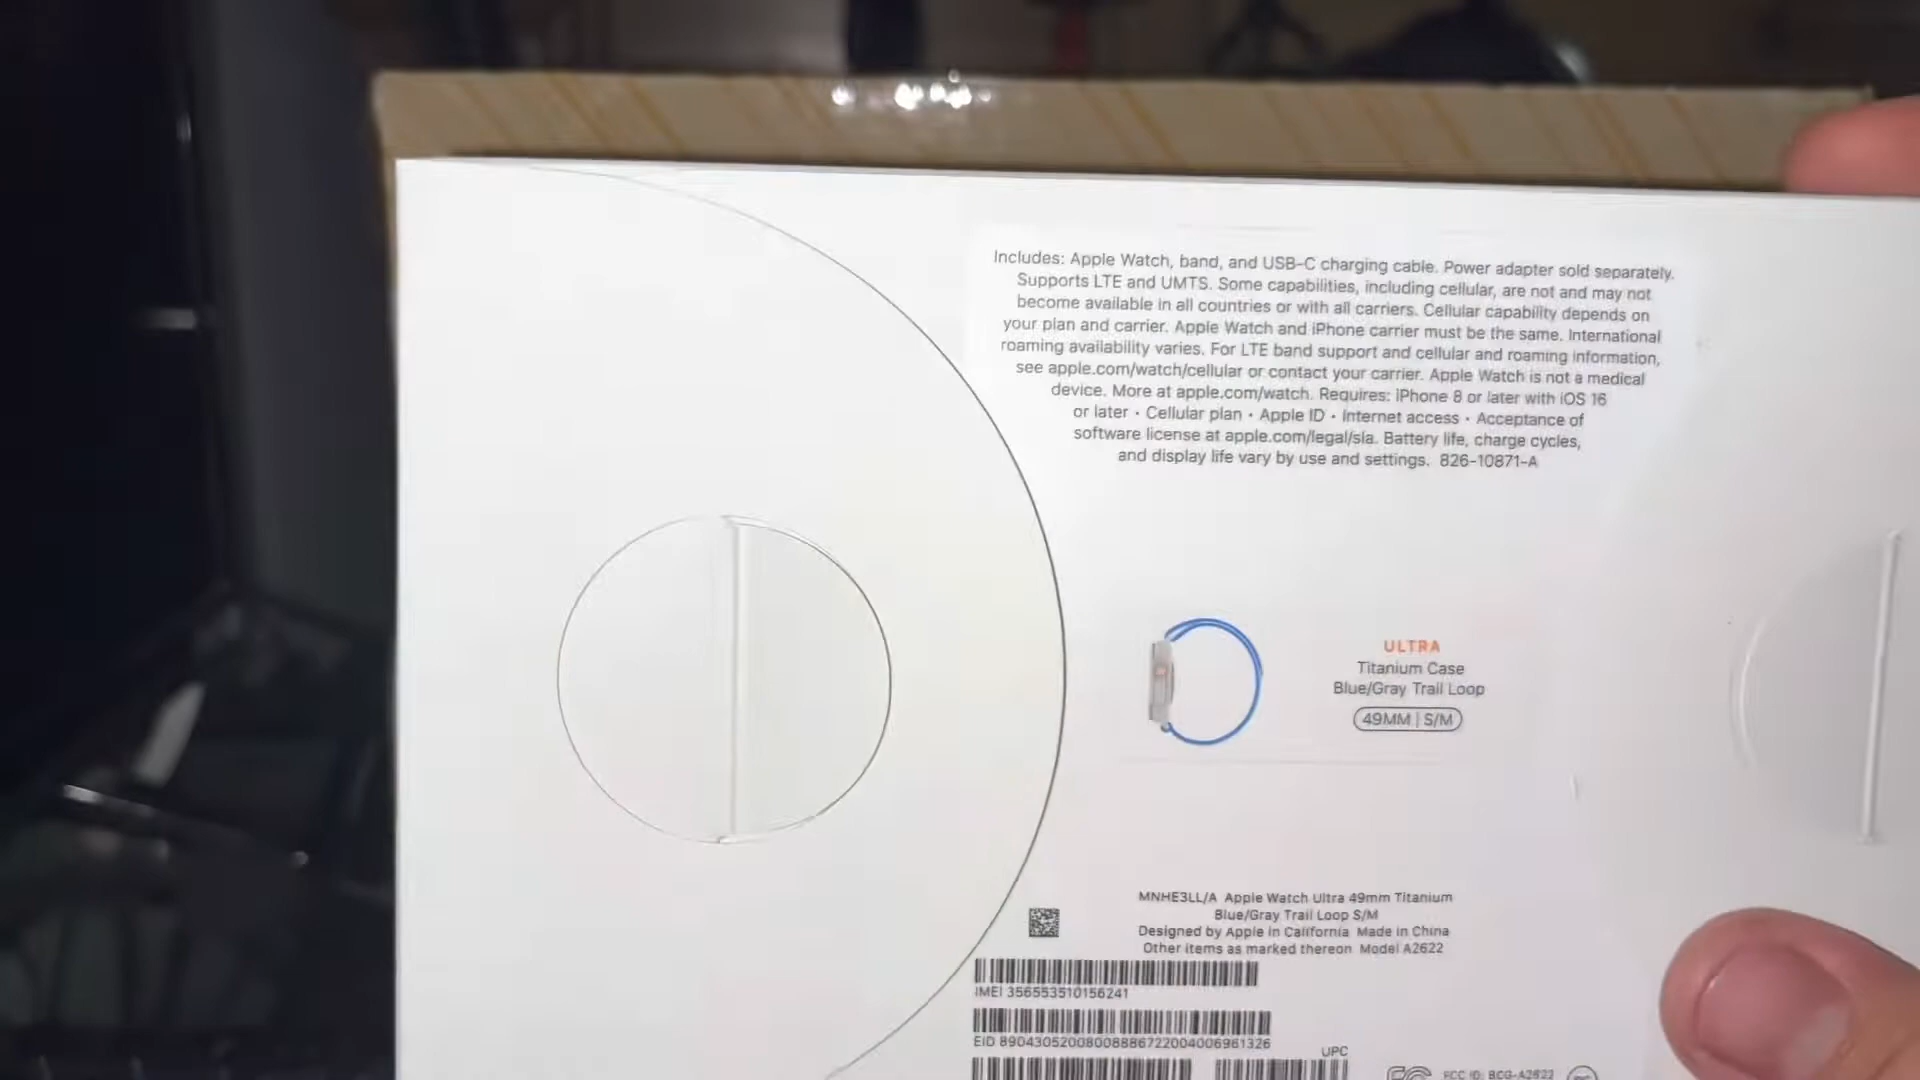 Includes: Apple Watch, band, and USB-C charging cable. Power adapter sold separately.
Supports LTE and UMTS. Some capabilities, including cellular, are not and may not
become available in all countries or with all carriers. Cellular capability depends on
your plan and carrier. Apple Watch and iPhone carrier must be the same. International
roaming availability varies. For LTE band support and cellular and roaming information,
see apple.com/watch/cellular or contact your carrier. Apple Watch is not a medical
device. More at apple.com/watch. Requires: iPhone 8 or later with iOS 16
or later · Cellular plan · Apple ID · Internet access · Acceptance of
software license at apple.com/legal/sla. Battery life, charge cycles,
and display life vary by use and settings. 826-10871-A
ULTRA
Titanium Case
Blue/Gray Trail Loop
49MM | S/M
MNHE3LL/A Apple Watch Ultra 49mm Titanium
Blue/Gray Trail Loop S/M
Designed by Apple in California Made in China
Other items as marked thereon Model A2622
IMEI 356553510156241
EID 89043052008008886722004006961326
UPC
FCC ID: BCG-A2622